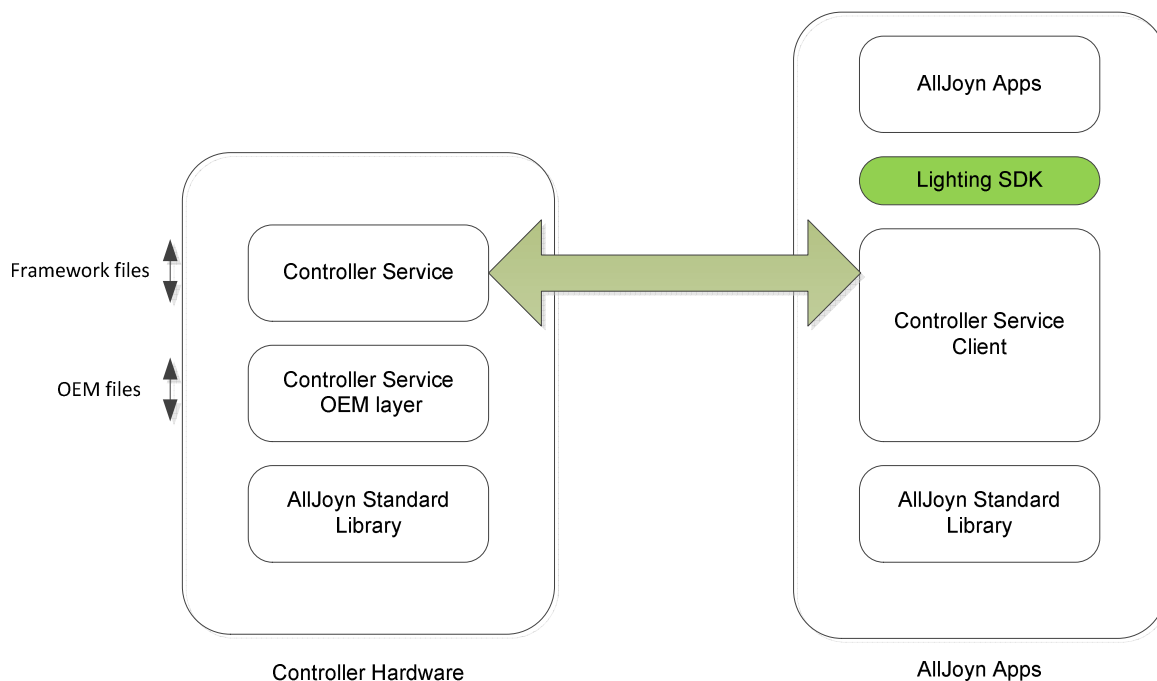 Framework files
OEM files
Controller Service
Controller Service
OEM layer
AllJoyn Standard
Library
Controller Hardware
AllJoyn Apps
Lighting SDK
Controller Service
Client
AllJoyn Standard
Library
AllJoyn Apps